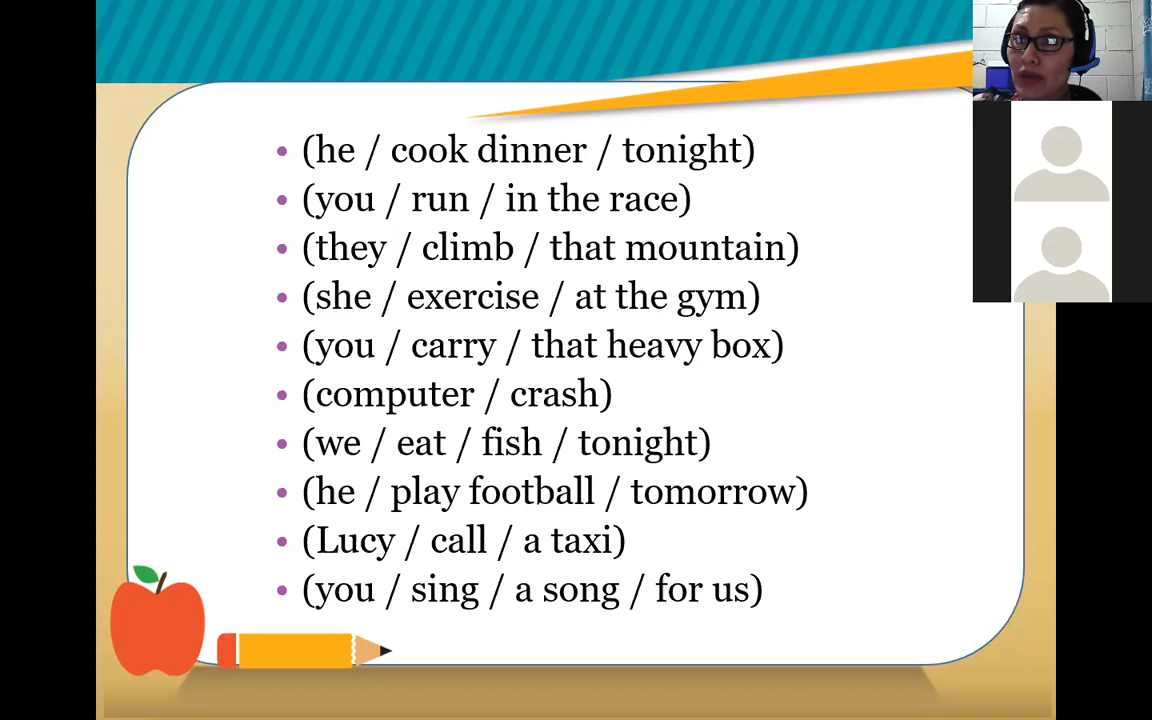 • (he / cook dinner / tonight)
• (you / run / in the race)
• (they / climb / that mountain)
• (she / exercise / at the gym)
• (you / carry / that heavy box)
• (computer / crash)
• (we / eat / fish / tonight)
• (he / play football / tomorrow)
• (Lucy / call / a taxi)
• (you / sing / a song / for us)